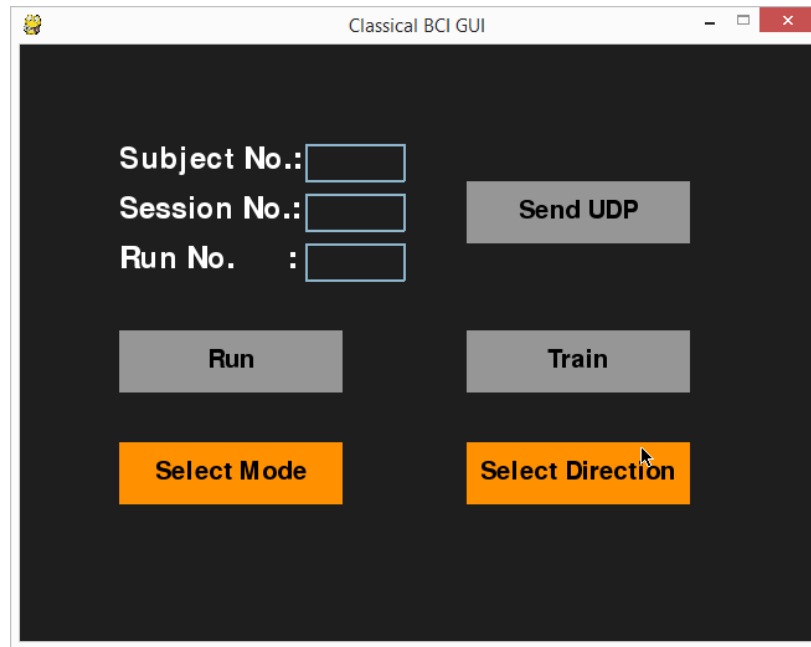 Classical BCI GUI
Subject No.:
Session No.:
Run No. :
Send UDP
Run
Train
Select Mode
Select Direction